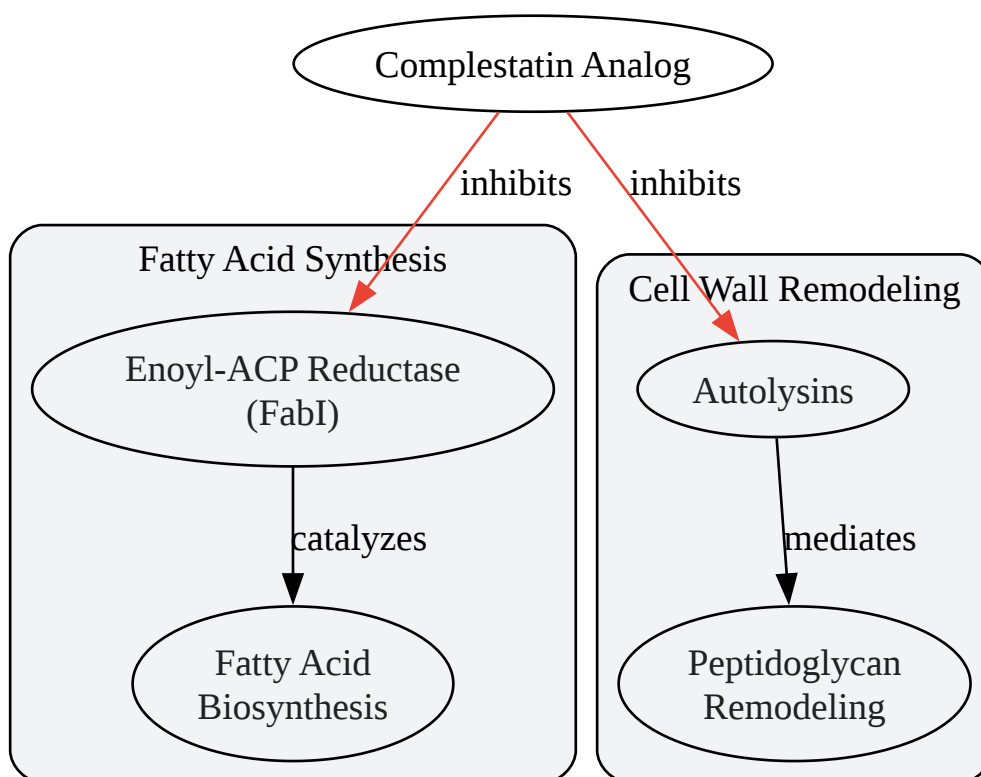 Complestatin Analog
inhibits
inhibits
Fatty Acid Synthesis
Cell Wall Remodeling
Enoyl-ACP Reductase
(FabI)
Autolysins
catalyzes
mediates
Fatty Acid
Biosynthesis
Peptidoglycan
Remodeling